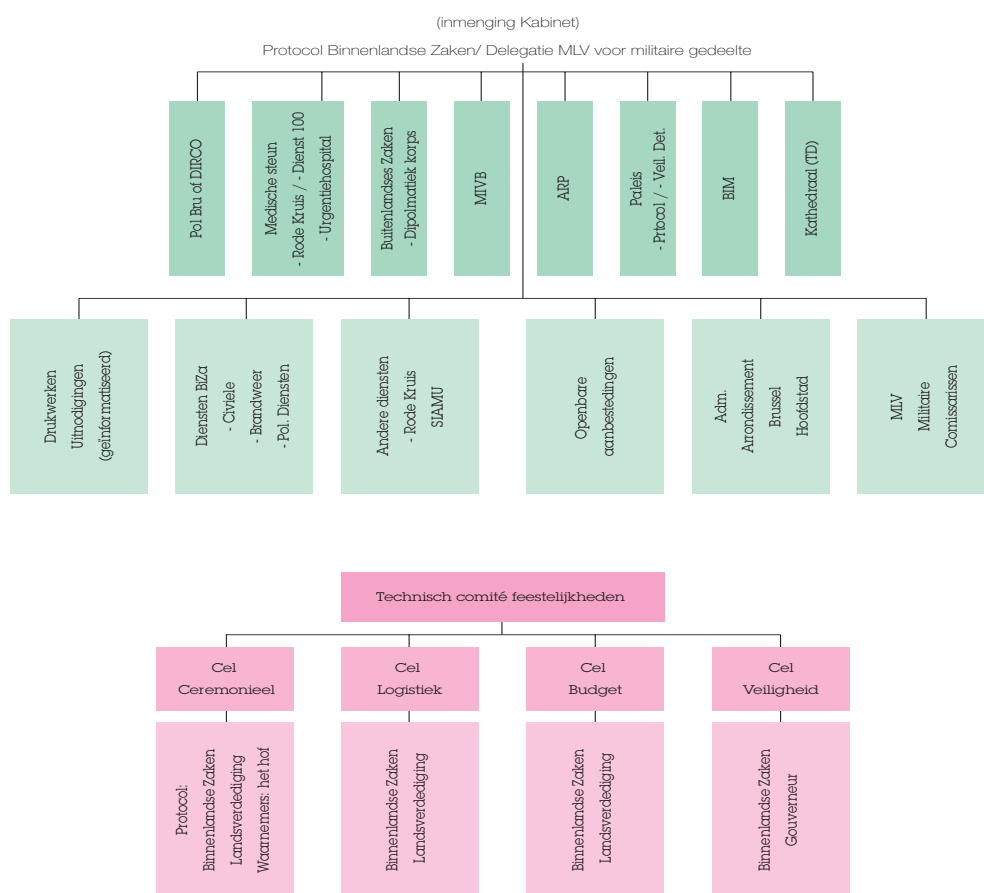 (inmenging Kabinet)
Protocol Binnenlandse Zaken/ Delegatie MLV voor militaire gedeelte
Pol Bru of DIRCO
Medische steun
- Rode Kruis / - Dienst 100
- Urgentiehospital
Buitenlandses Zaken
- Dipolmatiek korps
MIVB
ARP
Paleis
- Prtocol / - Veil. Det.
BIM
Kathedraal (TD)
Drukwerken
Uitnodigingen
(geïnformatiseerd)
Diensten BiZa
- Civiele
- Brandweer
- Pol. Diensten
Andere diensten
- Rode Kruis
SIAMU
Openbare
aanbestedingen
Adm.
Arrondissement
Brussel
Hoofdstad
MLV
Militaire
Comissarissen
Technisch comité feestelijkheden
Cel
Ceremonieel
Cel
Logistiek
Cel
Budget
Cel
Veiligheid
Protocol:
Binnenlandse Zaken
Landsverdediging
Waarnemers: het hof
Binnenlandse Zaken
Landsverdediging
Binnenlandse Zaken
Landsverdediging
Binnenlandse Zaken
Gouverneur